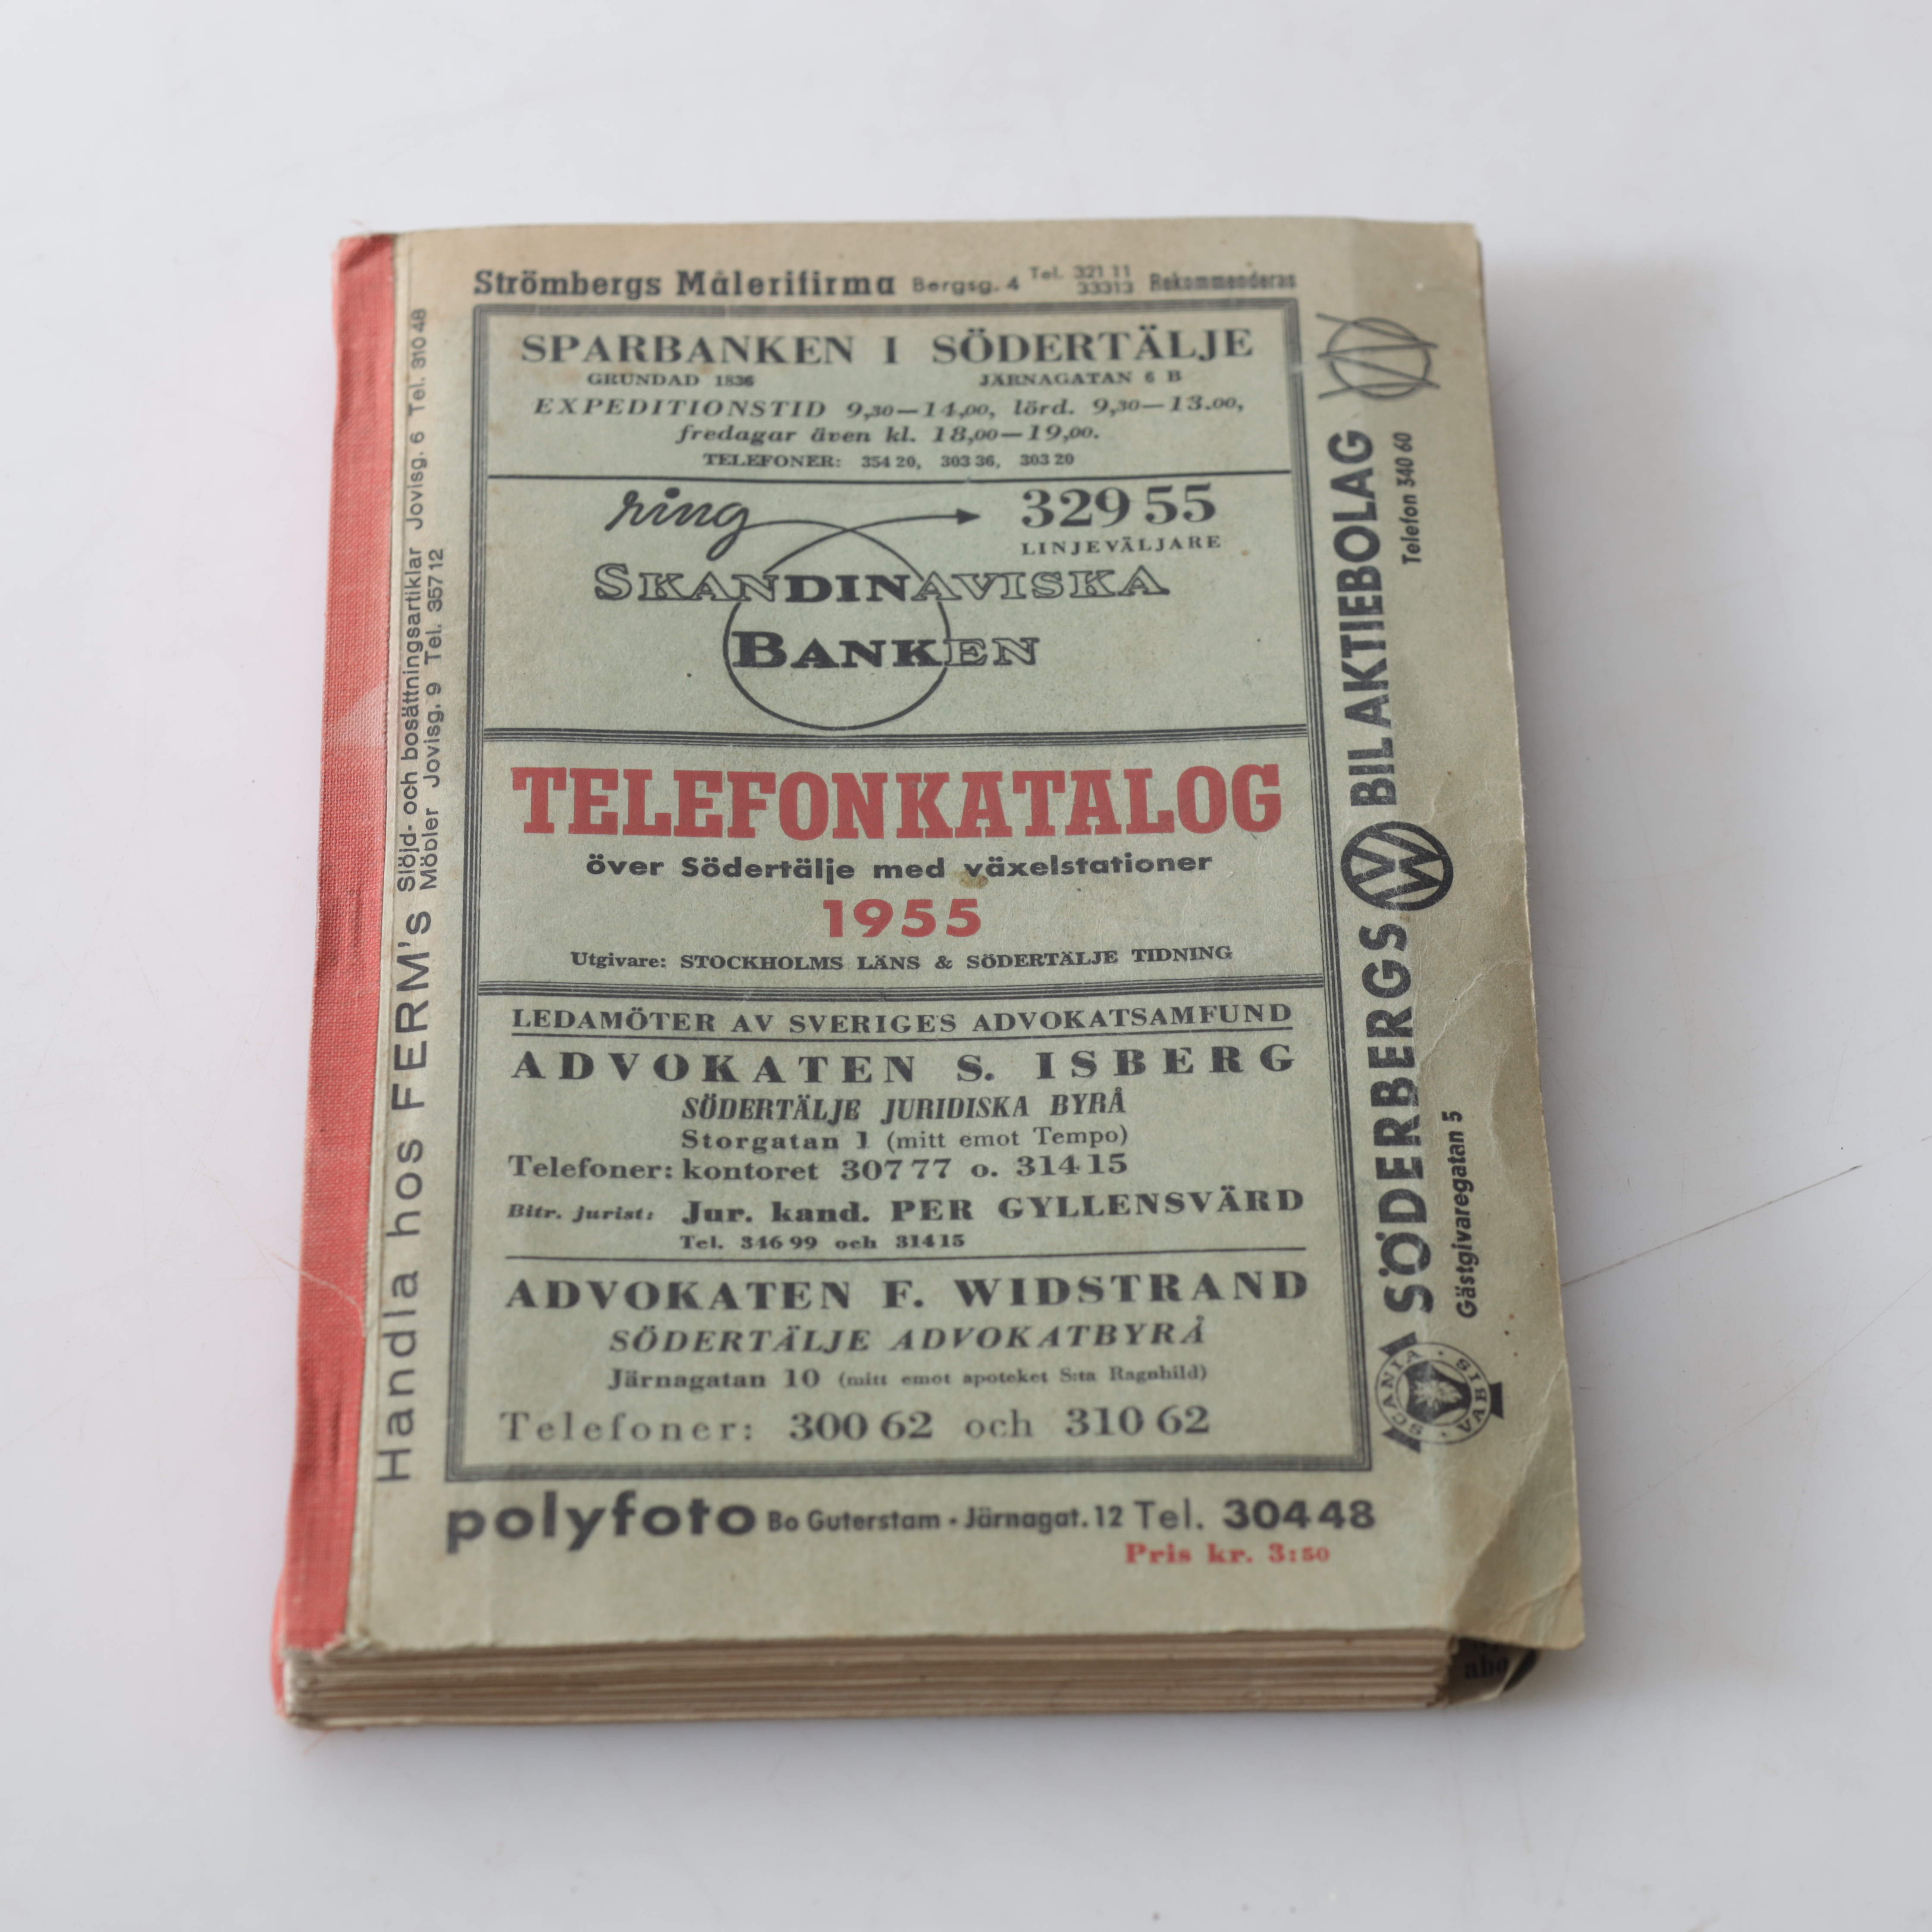 Strömbergs Målerifirma Bergsg. 4 Tel. 321 11 33313 Rekommenderas
SPARBANKEN I SÖDERTÄLJE
GRUNDAD 1836 JÄRNAGATAN 6 B
EXPEDITIONSTID 9,30—14,00, lörd. 9,30—13.00,
fredagar även kl. 18,00—19,00.
TELEFONER: 354 20, 303 36, 303 20
ring 329 55
LINJEVÄLJARE
SKANDINAVISKA
BANKEN
TELEFONKATALOG
över Södertälje med växelstationer
1955
Utgivare: STOCKHOLMS LÄNS & SÖDERTÄLJE TIDNING
LEDAMÖTER AV SVERIGES ADVOKATSAMFUND
ADVOKATEN S. ISBERG
SÖDERTÄLJE JURIDISKA BYRÅ
Storgatan 1 (mitt emot Tempo)
Telefoner: kontoret 307 77 o. 314 15
Bitr. jurist: Jur. kand. PER GYLLENSVÄRD
Tel. 346 99 och 314 15
ADVOKATEN F. WIDSTRAND
SÖDERTÄLJE ADVOKATBYRÅ
Järnagatan 10 (mitt emot apoteket S:ta Ragnhild)
Telefoner: 300 62 och 310 62
polyfoto Bo Guterstam • Järnagat. 12 Tel. 304 48
Pris kr. 3:50
Handla hos FERM's Slöjd- och bosättningsartiklar Jovisg. 6 Tel. 310 48
Möbler Jovisg. 9 Tel. 357 12
SÖDERBERGS VW BILAKTIEBOLAG
Gästgivaregatan 5 Telefon 340 60
SCANIA · VABIS ·